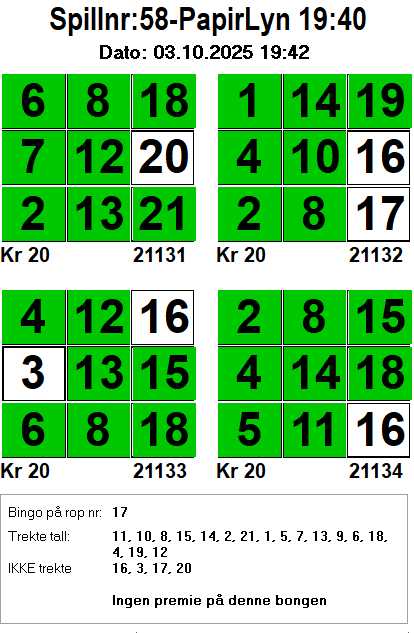 Spillnr:58-PapirLyn 19:40
Dato: 03.10.2025 19:42
6 8 18 1 14 19
7 12 20 4 10 16
2 13 21 2 8 17
Kr 20 21131 Kr 20 21132
4 12 16 2 8 15
3 13 15 4 14 18
6 8 18 5 11 16
Kr 20 21133 Kr 20 21134
Bingo på rop nr: 17
Trekte tall: 11, 10, 8, 15, 14, 2, 21, 1, 5, 7, 13, 9, 6, 18,
4, 19, 12
IKKE trekte 16, 3, 17, 20
Ingen premie på denne bongen